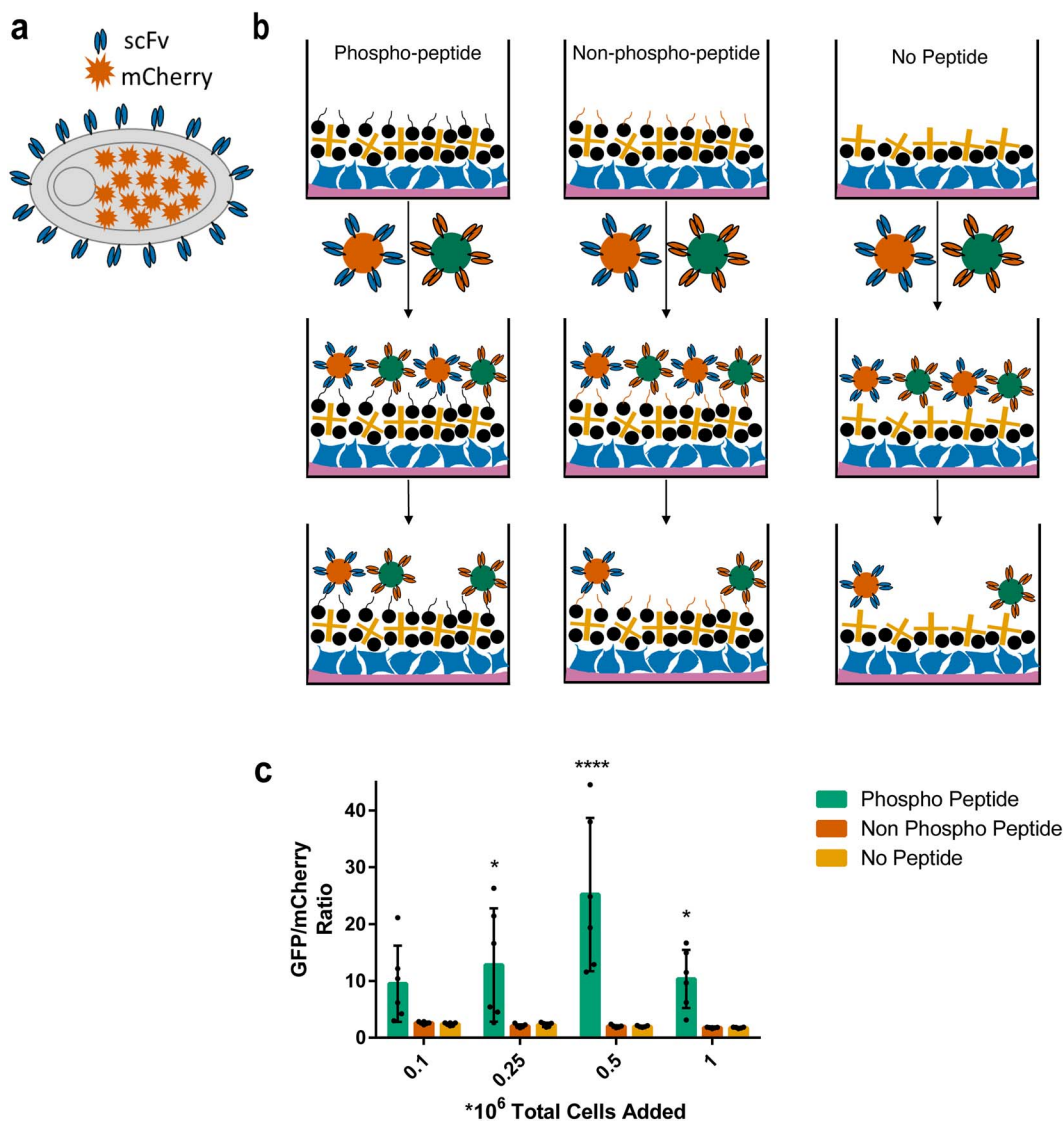 a
scFv
mCherry
b
Phospho-peptide
Non-phospho-peptide
No Peptide
c
GFP/mCherry
Ratio
40
30
20
10
0
*
****
*
0.1
0.25
0.5
1
*10⁶ Total Cells Added
Phospho Peptide
Non Phospho Peptide
No Peptide